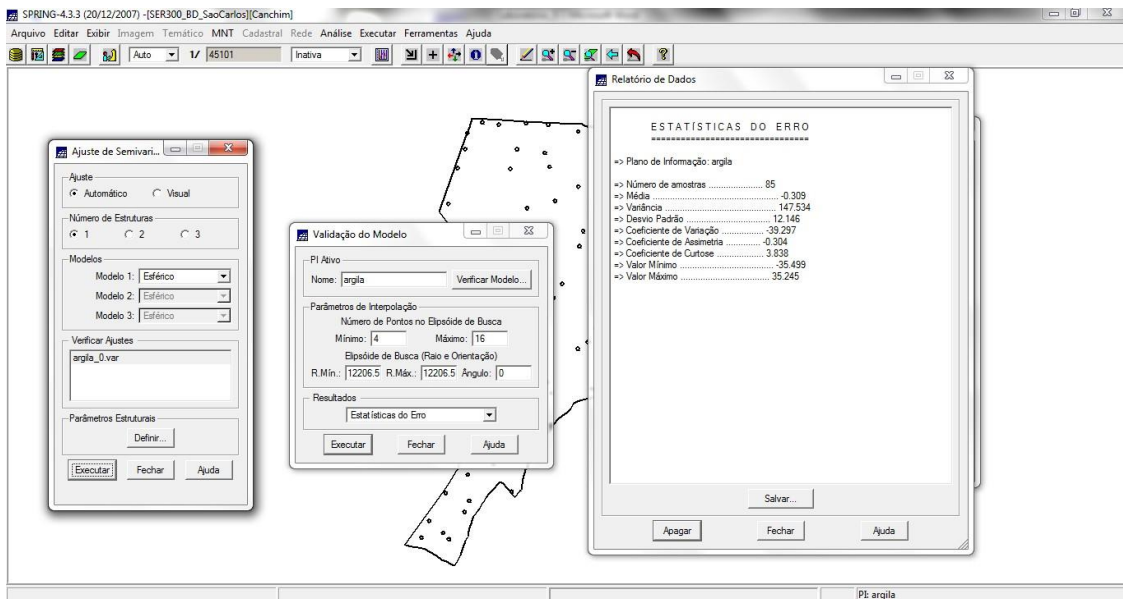 SPRING-4.3.3 (20/12/2007) -[SER300_BD_SaoCarlos][Canchim]
Arquivo Editar Exibir Imagem Temático MNT Cadastral Rede Análise Executar Ferramentas Ajuda
Auto 1/ 45101 Inativa
Ajuste de Semivari...
Ajuste
Automático Visual
Número de Estruturas
1 2 3
Modelos
Modelo 1: Esférico
Modelo 2: Esférico
Modelo 3: Esférico
Verificar Ajustes
argila_0.var
Parâmetros Estruturais
Definir...
Executar Fechar Ajuda
Validação do Modelo
PI Ativo
Nome: argila Verificar Modelo...
Parâmetros de Interpolação
Número de Pontos no Elipsóide de Busca
Mínimo: 4 Máximo: 16
Elipsóide de Busca (Raio e Orientação)
R.Mín.: 12206.5 R.Máx.: 12206.5 Ângulo: 0
Resultados
Estatísticas do Erro
Executar Fechar Ajuda
Relatório de Dados
ESTATÍSTICAS DO ERRO
==============================
=> Plano de Informação: argila
=> Número de amostras ...................... 85
=> Média ..................................................... -0.309
=> Variância ............................................. 147.534
=> Desvio Padrão .................................. 12.146
=> Coeficiente de Variação ................. -39.297
=> Coeficiente de Assimetria .............. -0.304
=> Coeficiente de Curtose ................... 3.838
=> Valor Mínimo ...................................... -35.499
=> Valor Máximo ..................................... 35.245
Salvar...
Apagar Fechar Ajuda
PI: argila